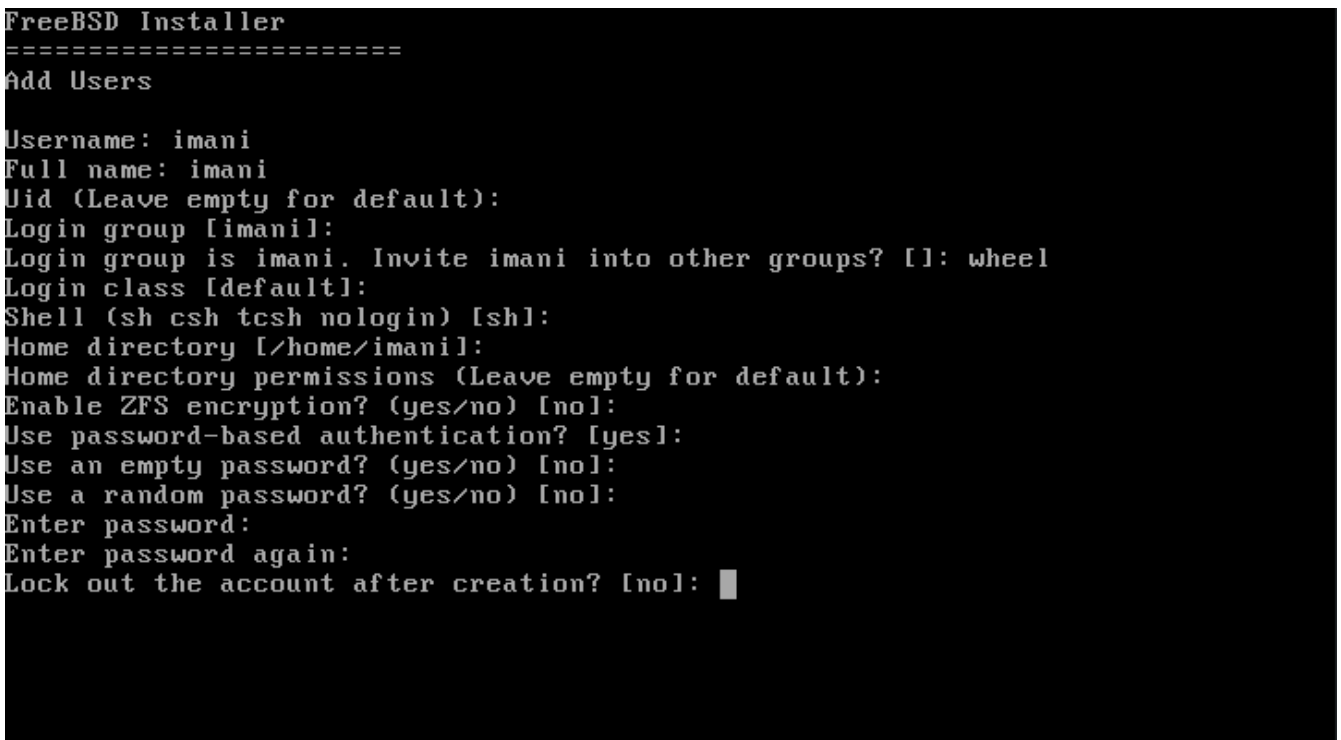 FreeBSD Installer
========================
Add Users
Username: imani
Full name: imani
Uid (Leave empty for default):
Login group [imani]:
Login group is imani. Invite imani into other groups? []: wheel
Login class [default]:
Shell (sh csh tcsh nologin) [sh]:
Home directory [/home/imani]:
Home directory permissions (Leave empty for default):
Enable ZFS encryption? (yes/no) [no]:
Use password-based authentication? [yes]:
Use an empty password? (yes/no) [no]:
Use a random password? (yes/no) [no]:
Enter password:
Enter password again:
Lock out the account after creation? [no]: